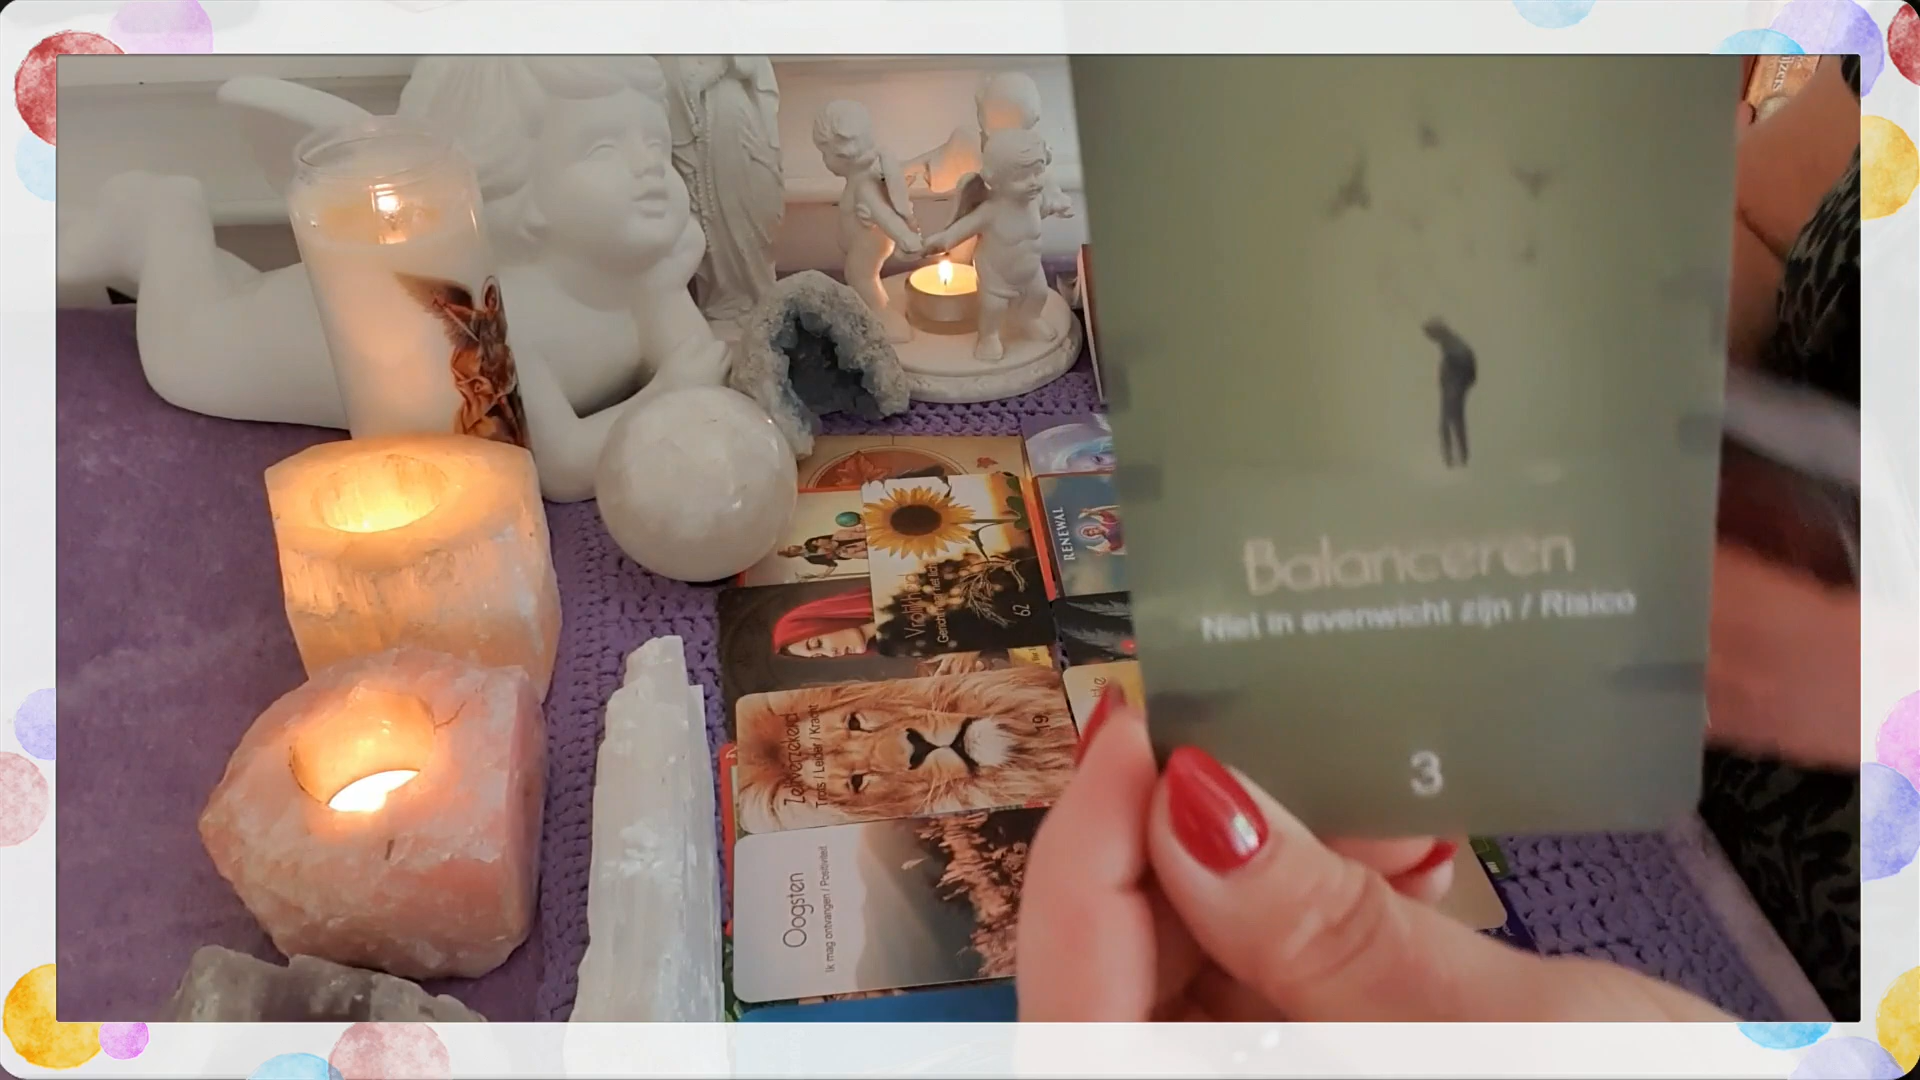 Balanceren
Niet in evenwicht zijn / Risico
3
RENEWAL
Vrolijkheid
62
Zelfverzekerd
Trots / Leider / Kracht
19
Oogsten
Ik mag ontvangen / Positiviteit